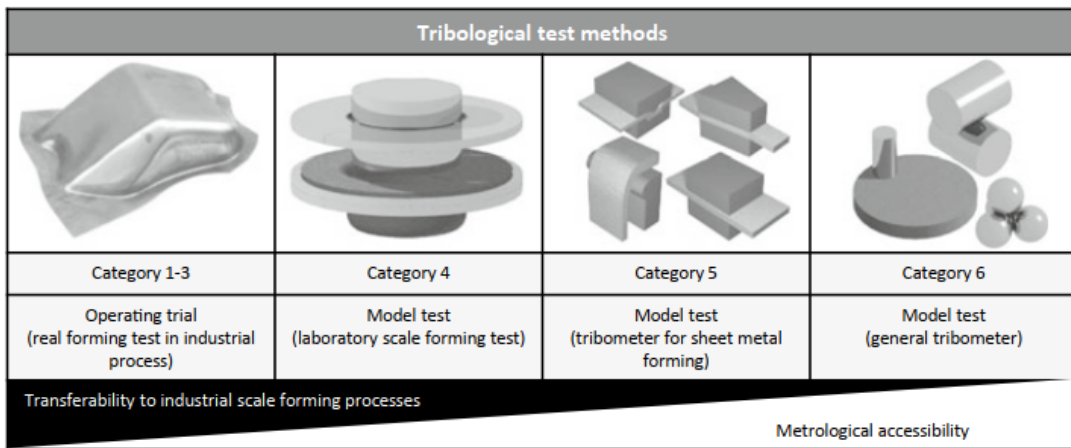 Tribological test methods
Category 1-3
Category 4
Category 5
Category 6
Operating trial
(real forming test in industrial
process)
Model test
(laboratory scale forming test)
Model test
(tribometer for sheet metal
forming)
Model test
(general tribometer)
Transferability to industrial scale forming processes
Metrological accessibility